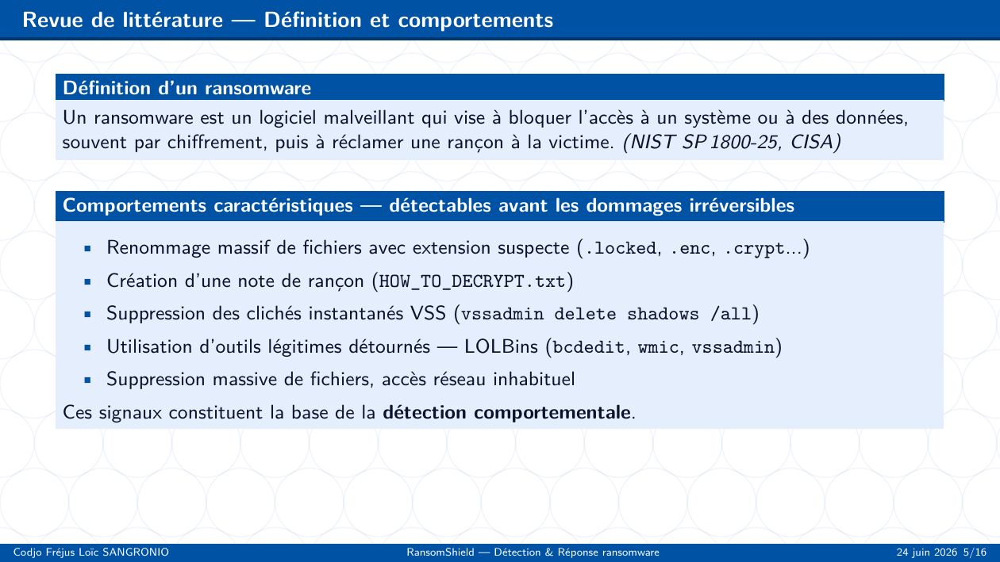 Revue de littérature — Définition et comportements
Définition d'un ransomware
Un ransomware est un logiciel malveillant qui vise à bloquer l'accès à un système ou à des données,
souvent par chiffrement, puis à réclamer une rançon à la victime. (NIST SP 1800-25, CISA)
Comportements caractéristiques — détectables avant les dommages irréversibles
▪ Renommage massif de fichiers avec extension suspecte (.locked, .enc, .crypt...)
▪ Création d'une note de rançon (HOW_TO_DECRYPT.txt)
▪ Suppression des clichés instantanés VSS (vssadmin delete shadows /all)
▪ Utilisation d'outils légitimes détournés — LOLBins (bcdedit, wmic, vssadmin)
▪ Suppression massive de fichiers, accès réseau inhabituel
Ces signaux constituent la base de la détection comportementale.
Codjo Fréjus Loïc SANGRONIO
RansomShield — Détection & Réponse ransomware
24 juin 2026 5/16